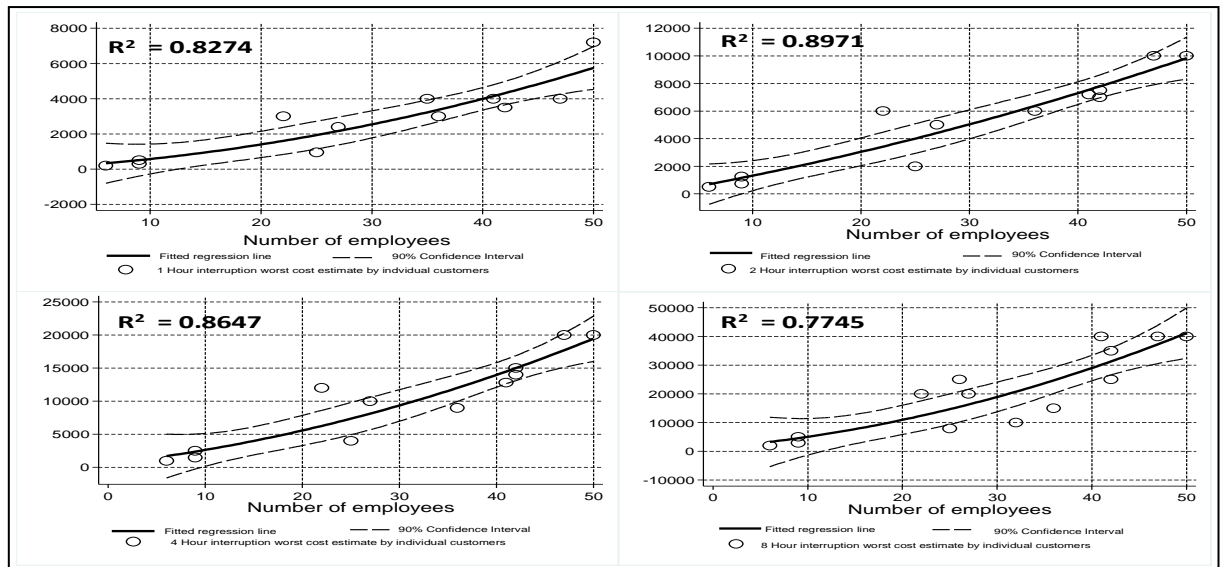 R² = 0.8274
8000
6000
4000
2000
0
-2000
10 20 30 40 50
Number of employees
Fitted regression line 90% Confidence Interval
1 Hour interruption worst cost estimate by indvidual customers
R² = 0.8971
12000
10000
8000
6000
4000
2000
0
10 20 30 40 50
Number of employees
Fitted regression line 90% Confidence Interval
2 Hour interruption worst cost estimate by individual customers
R² = 0.8647
25000
20000
15000
10000
5000
0
0 10 20 30 40 50
Number of employees
Fitted regression line 90% Confidence Interval
4 Hour interruption worst cost estimate by individual customers
R² = 0.7745
50000
40000
30000
20000
10000
0
-10000
0 10 20 30 40 50
Number of employees
Fitted regression line 90% Confidence Interval
8 Hour interruption worst cost estimate by individual customers